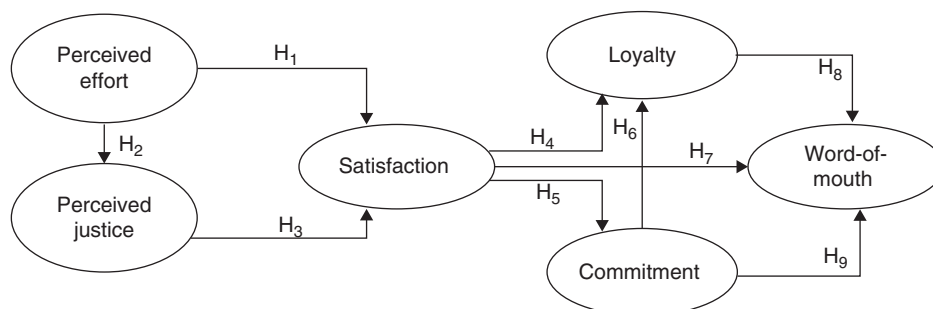 Perceived
effort
H₁
Loyalty
H₈
H₂
H₄
H₆
Satisfaction
H₇
Word-of-
mouth
Perceived
justice
H₅
H₃
Commitment
H₉